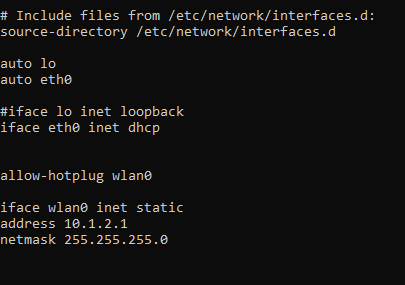 # Include files from /etc/network/interfaces.d:
source-directory /etc/network/interfaces.d
auto lo
auto eth0
#iface lo inet loopback
iface eth0 inet dhcp
allow-hotplug wlan0
iface wlan0 inet static
address 10.1.2.1
netmask 255.255.255.0